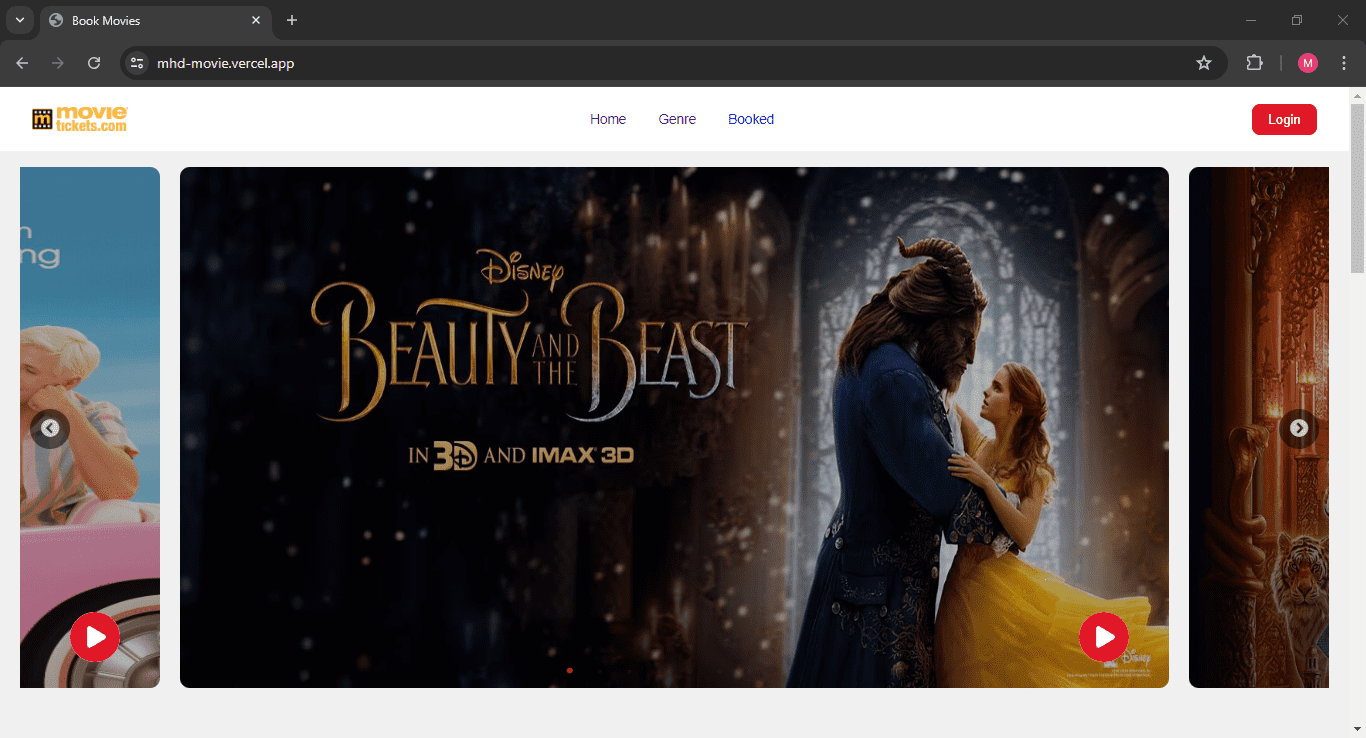 Book Movies
mhd-movie.vercel.app
M
m movie
tickets.com
Home Genre Booked
Login
ng
Disney
BEAUTY AND THE BEAST
IN 3D AND IMAX 3D
Disney